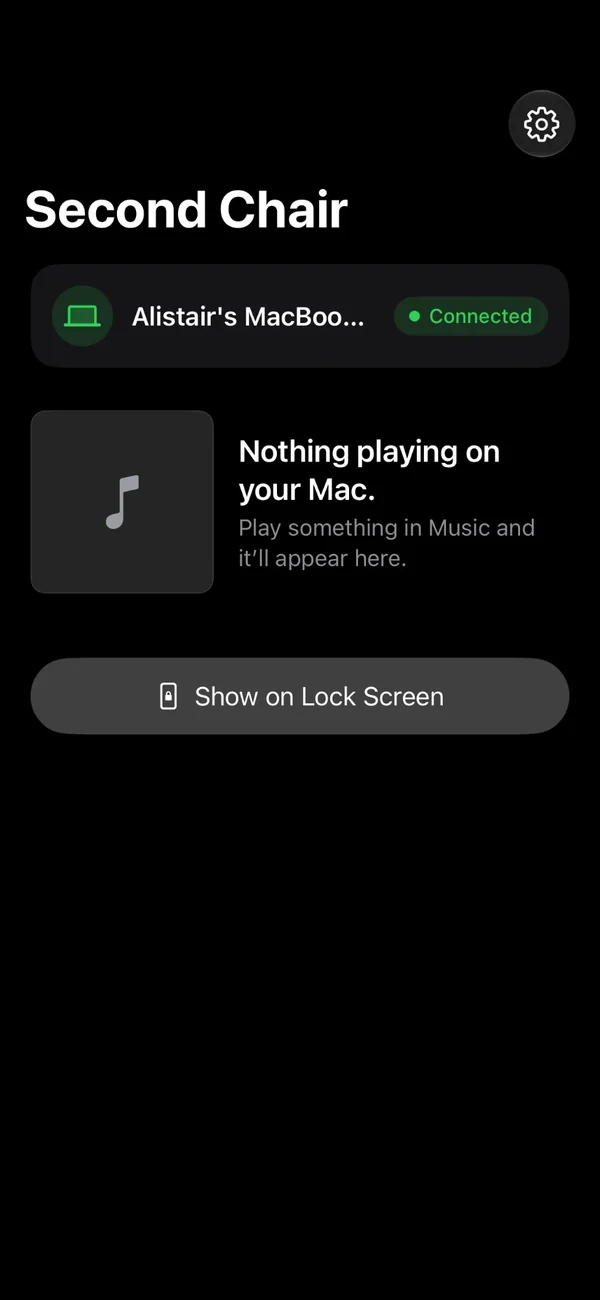 Second Chair
Alistair's MacBoo...
Connected
Nothing playing on
your Mac.
Play something in Music and
it’ll appear here.
Show on Lock Screen